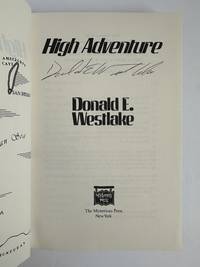 High Adventure
Donald E.
Westlake
The Mysterious Press
New York